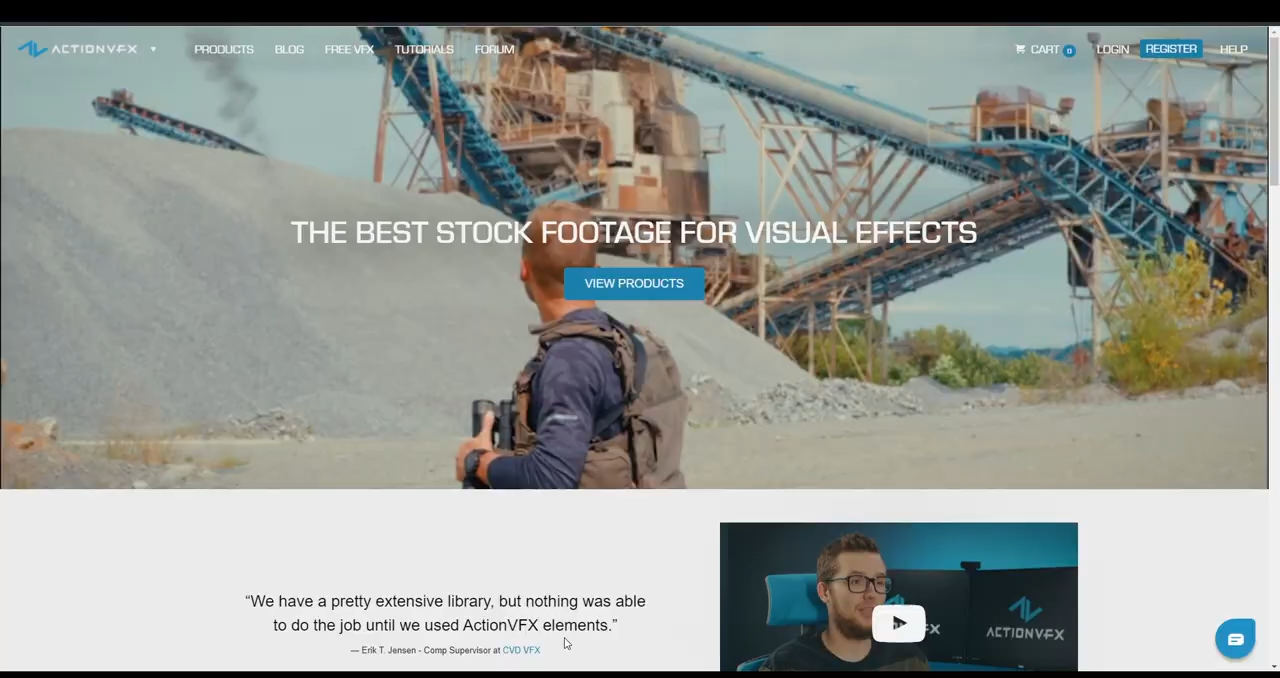 ACTIONVFX PRODUCTS BLOG FREE VFX TUTORIALS FORUM CART 0 LOGIN REGISTER HELP
THE BEST STOCK FOOTAGE FOR VISUAL EFFECTS
VIEW PRODUCTS
“We have a pretty extensive library, but nothing was able
to do the job until we used ActionVFX elements.”
— Erik T. Jensen - Comp Supervisor at CVD VFX
ACTIONVFX